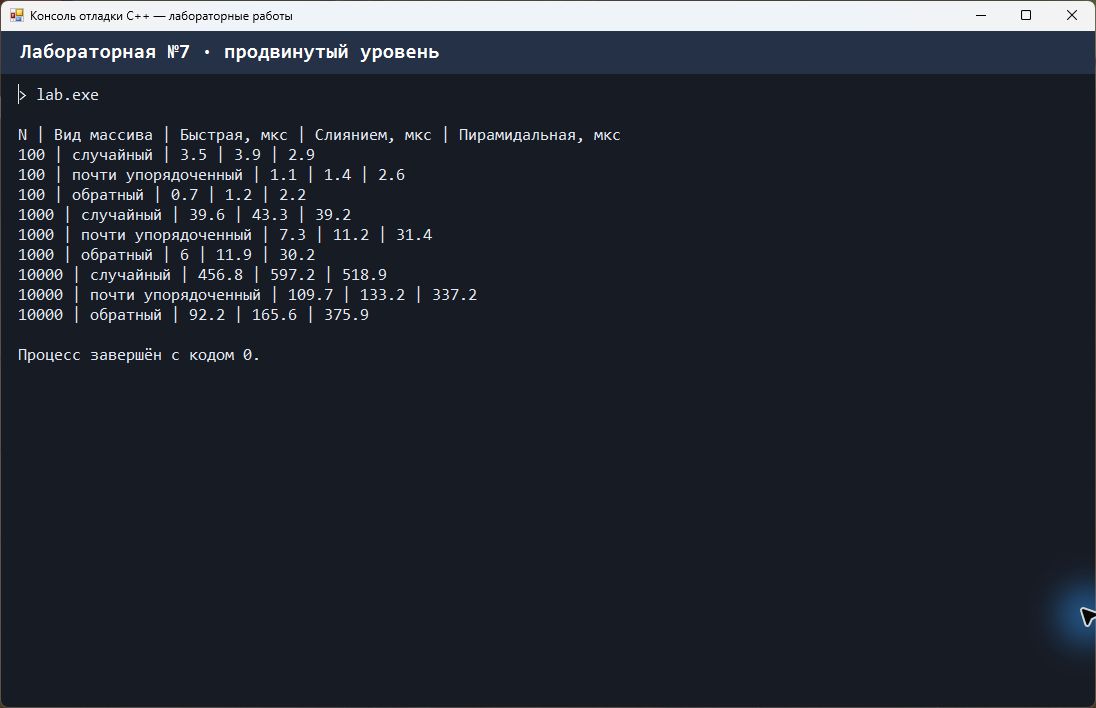 Консоль отладки C++ — лабораторные работы
Лабораторная №7 · продвинутый уровень
> lab.exe
N | Вид массива | Быстрая, мкс | Слиянием, мкс | Пирамидальная, мкс
100 | случайный | 3.5 | 3.9 | 2.9
100 | почти упорядоченный | 1.1 | 1.4 | 2.6
100 | обратный | 0.7 | 1.2 | 2.2
1000 | случайный | 39.6 | 43.3 | 39.2
1000 | почти упорядоченный | 7.3 | 11.2 | 31.4
1000 | обратный | 6 | 11.9 | 30.2
10000 | случайный | 456.8 | 597.2 | 518.9
10000 | почти упорядоченный | 109.7 | 133.2 | 337.2
10000 | обратный | 92.2 | 165.6 | 375.9
Процесс завершён с кодом 0.